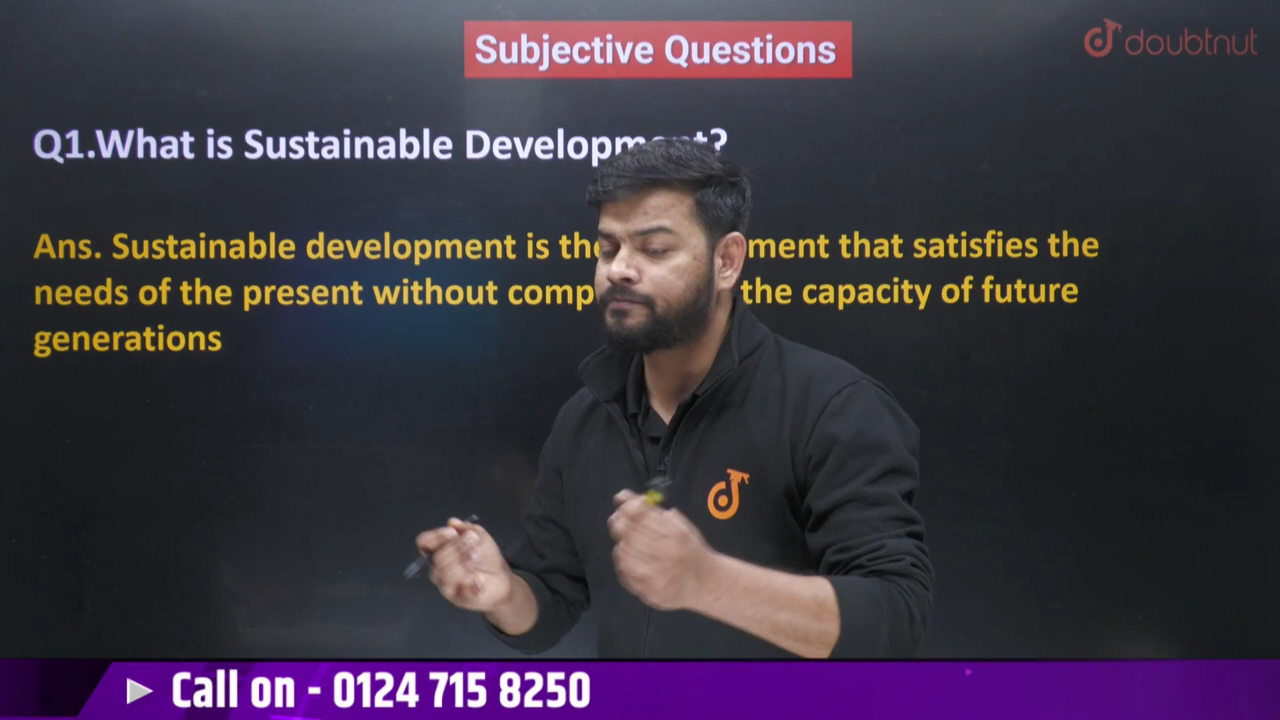 Subjective Questions
doubtnut
Q1.What is Sustainable Development?
Ans. Sustainable development is the
ment that satisfies the
needs of the present without comp
the capacity of future
generations
Call on - 0124 715 8250